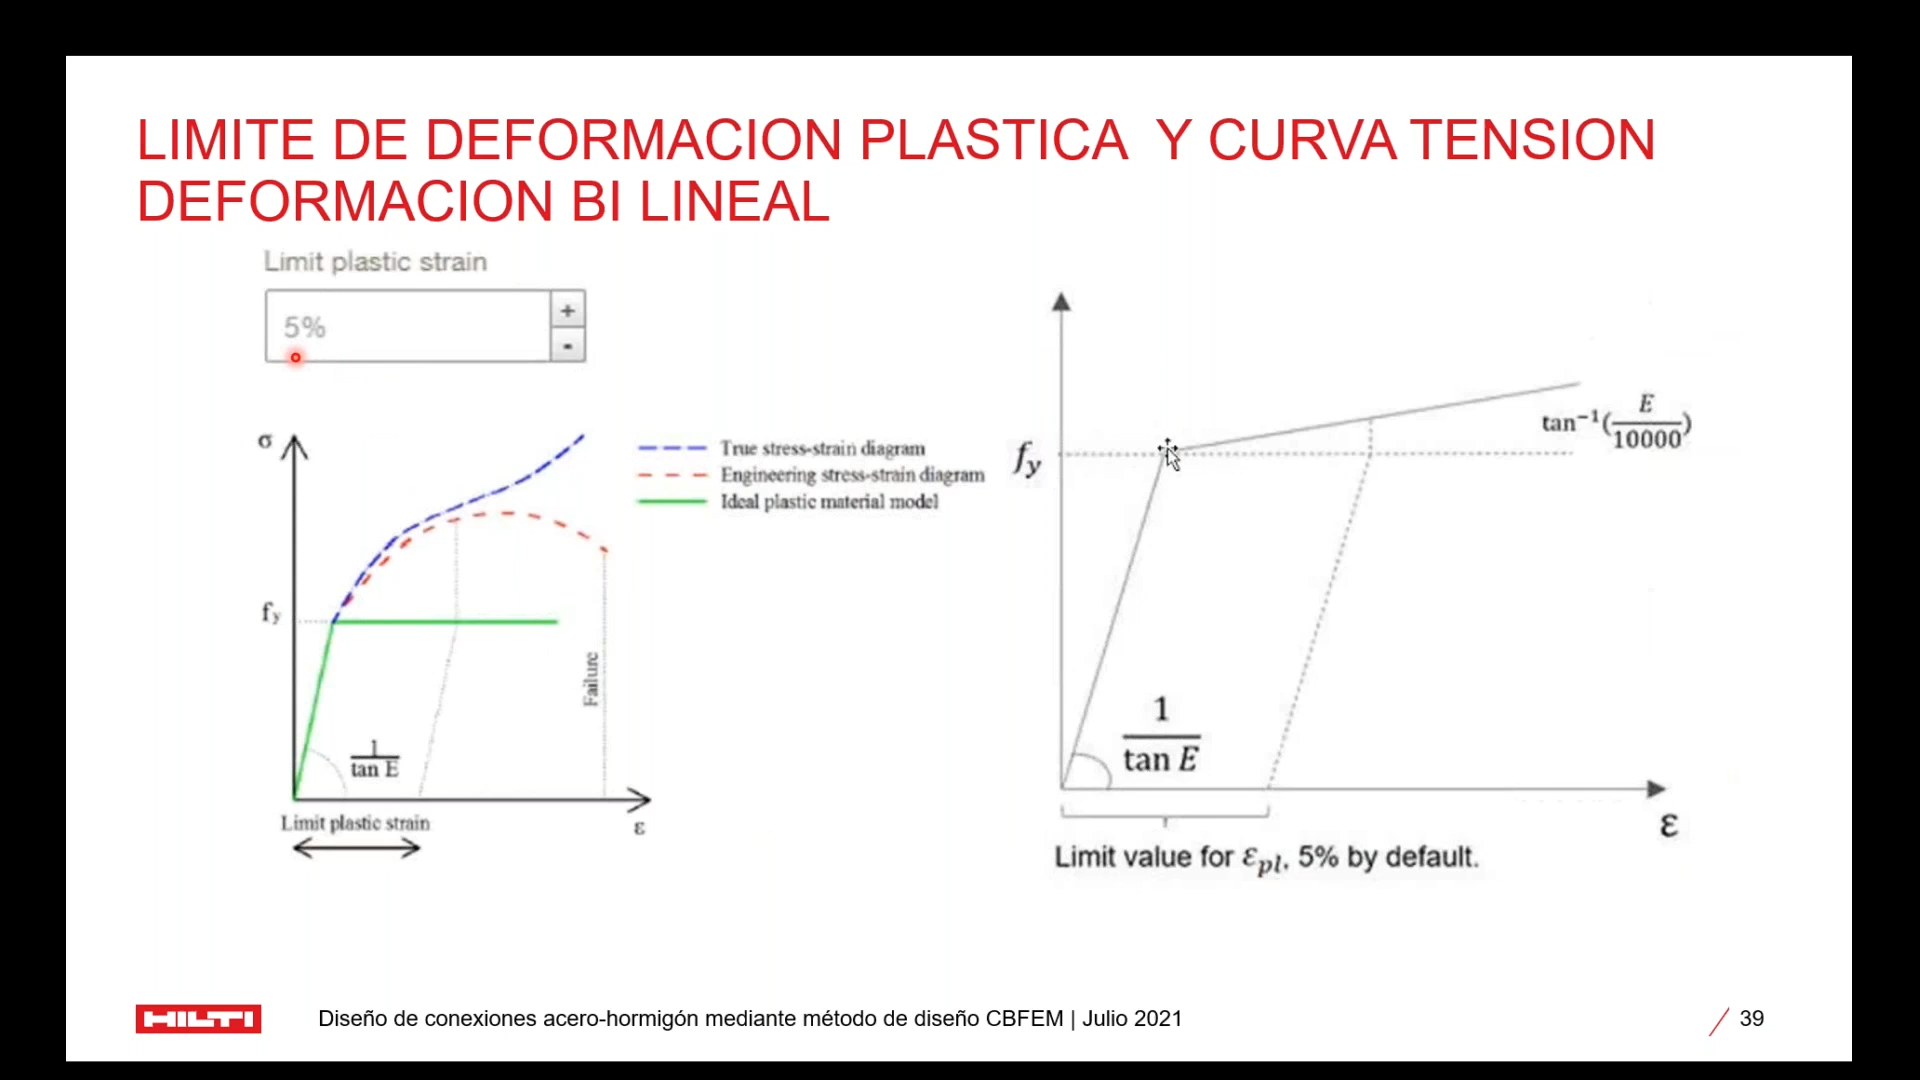 LIMITE DE DEFORMACION PLASTICA Y CURVA TENSION
DEFORMACION BI LINEAL
Limit plastic strain
5%
+
-
σ
True stress-strain diagram
Engineering stress-strain diagram
Ideal plastic material model
fy
Failure
1
tan E
Limit plastic strain
ε
fy
tan⁻¹(E/10000)
1
tan E
ε
Limit value for εpl, 5% by default.
HILTI
Diseño de conexiones acero-hormigón mediante método de diseño CBFEM | Julio 2021
39